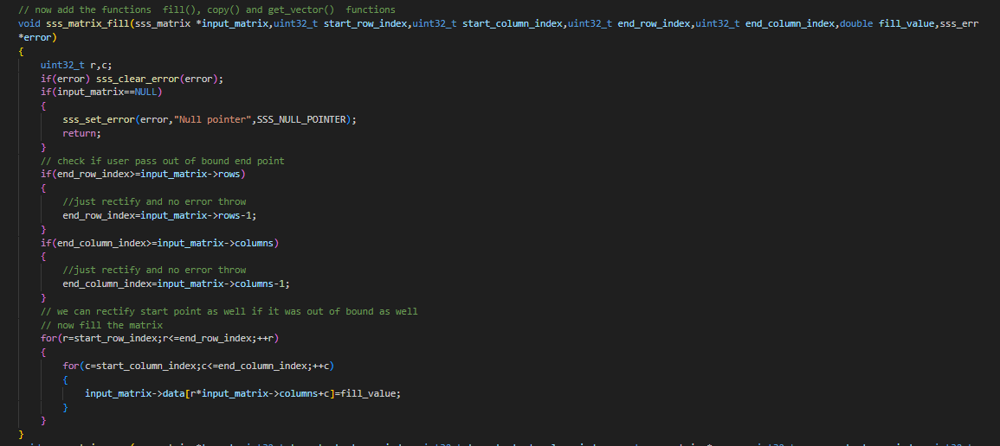 // now add the functions  fill(), copy() and get_vector()  functions
void sss_matrix_fill(sss_matrix *input_matrix,uint32_t start_row_index,uint32_t start_column_index,uint32_t end_row_index,uint32_t end_column_index,double fill_value,sss_err
*error)
{
    uint32_t r,c;
    if(error) sss_clear_error(error);
    if(input_matrix==NULL)
    {
        sss_set_error(error,"Null pointer",SSS_NULL_POINTER);
        return;
    }
    // check if user pass out of bound end point
    if(end_row_index>=input_matrix->rows)
    {
        //just rectify and no error throw
        end_row_index=input_matrix->rows-1;
    }
    if(end_column_index>=input_matrix->columns)
    {
        //just rectify and no error throw
        end_column_index=input_matrix->columns-1;
    }
    // we can rectify start point as well if it was out of bound as well
    // now fill the matrix
    for(r=start_row_index;r<=end_row_index;++r)
    {
        for(c=start_column_index;c<=end_column_index;++c)
        {
            input_matrix->data[r*input_matrix->columns+c]=fill_value;
        }
    }
}